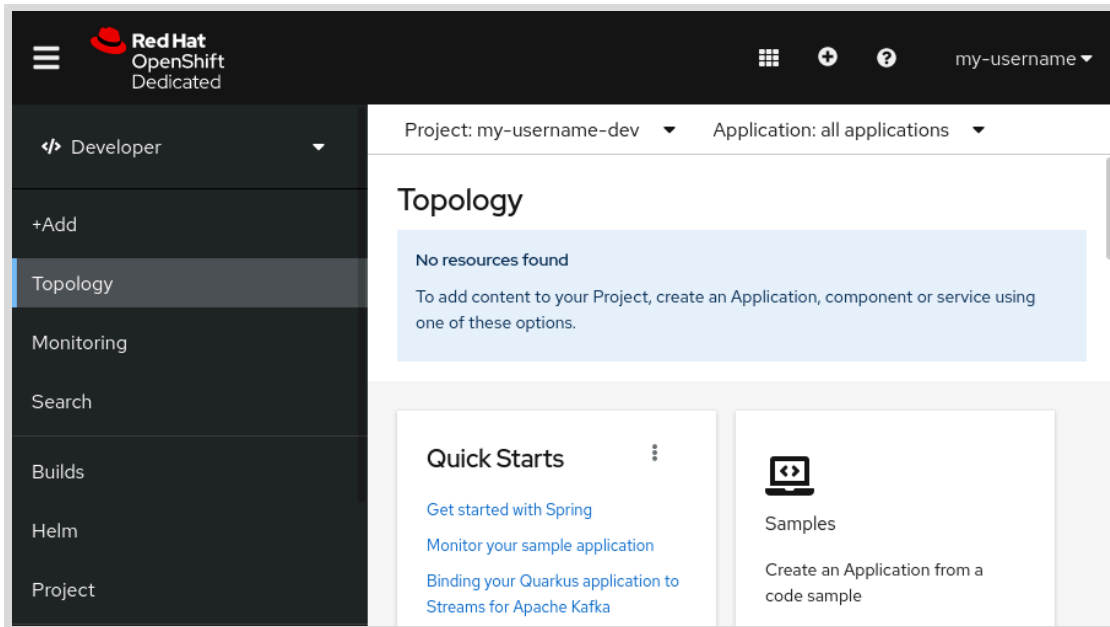 Red Hat
OpenShift
Dedicated
my-username
Developer
Project: my-username-dev
Application: all applications
+Add
Topology
Monitoring
Search
Builds
Helm
Project
Topology
No resources found
To add content to your Project, create an Application, component or service using
one of these options.
Quick Starts
Get started with Spring
Monitor your sample application
Binding your Quarkus application to
Streams for Apache Kafka
Samples
Create an Application from a
code sample